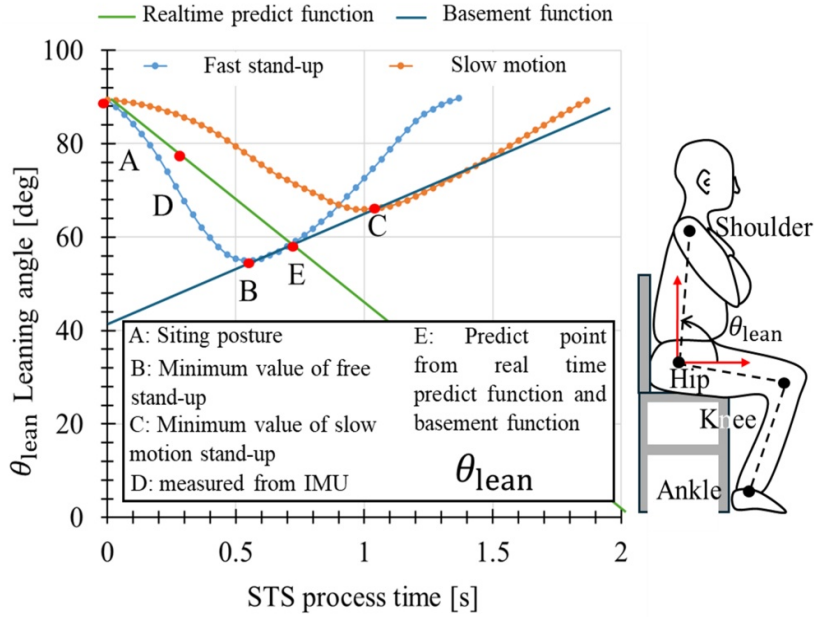 Realtime predict function
Basement function
Fast stand-up
Slow motion
θlean Leaning angle [deg]
100
80
60
40
20
0
A
D
B
E
C
A: Siting posture
B: Minimum value of free
stand-up
C: Minimum value of slow
motion stand-up
D: measured from IMU
E: Predict point
from real time
predict function and
basement function
θlean
0
0.5
1
1.5
2
STS process time [s]
Shoulder
θlean
Hip
Knee
Ankle